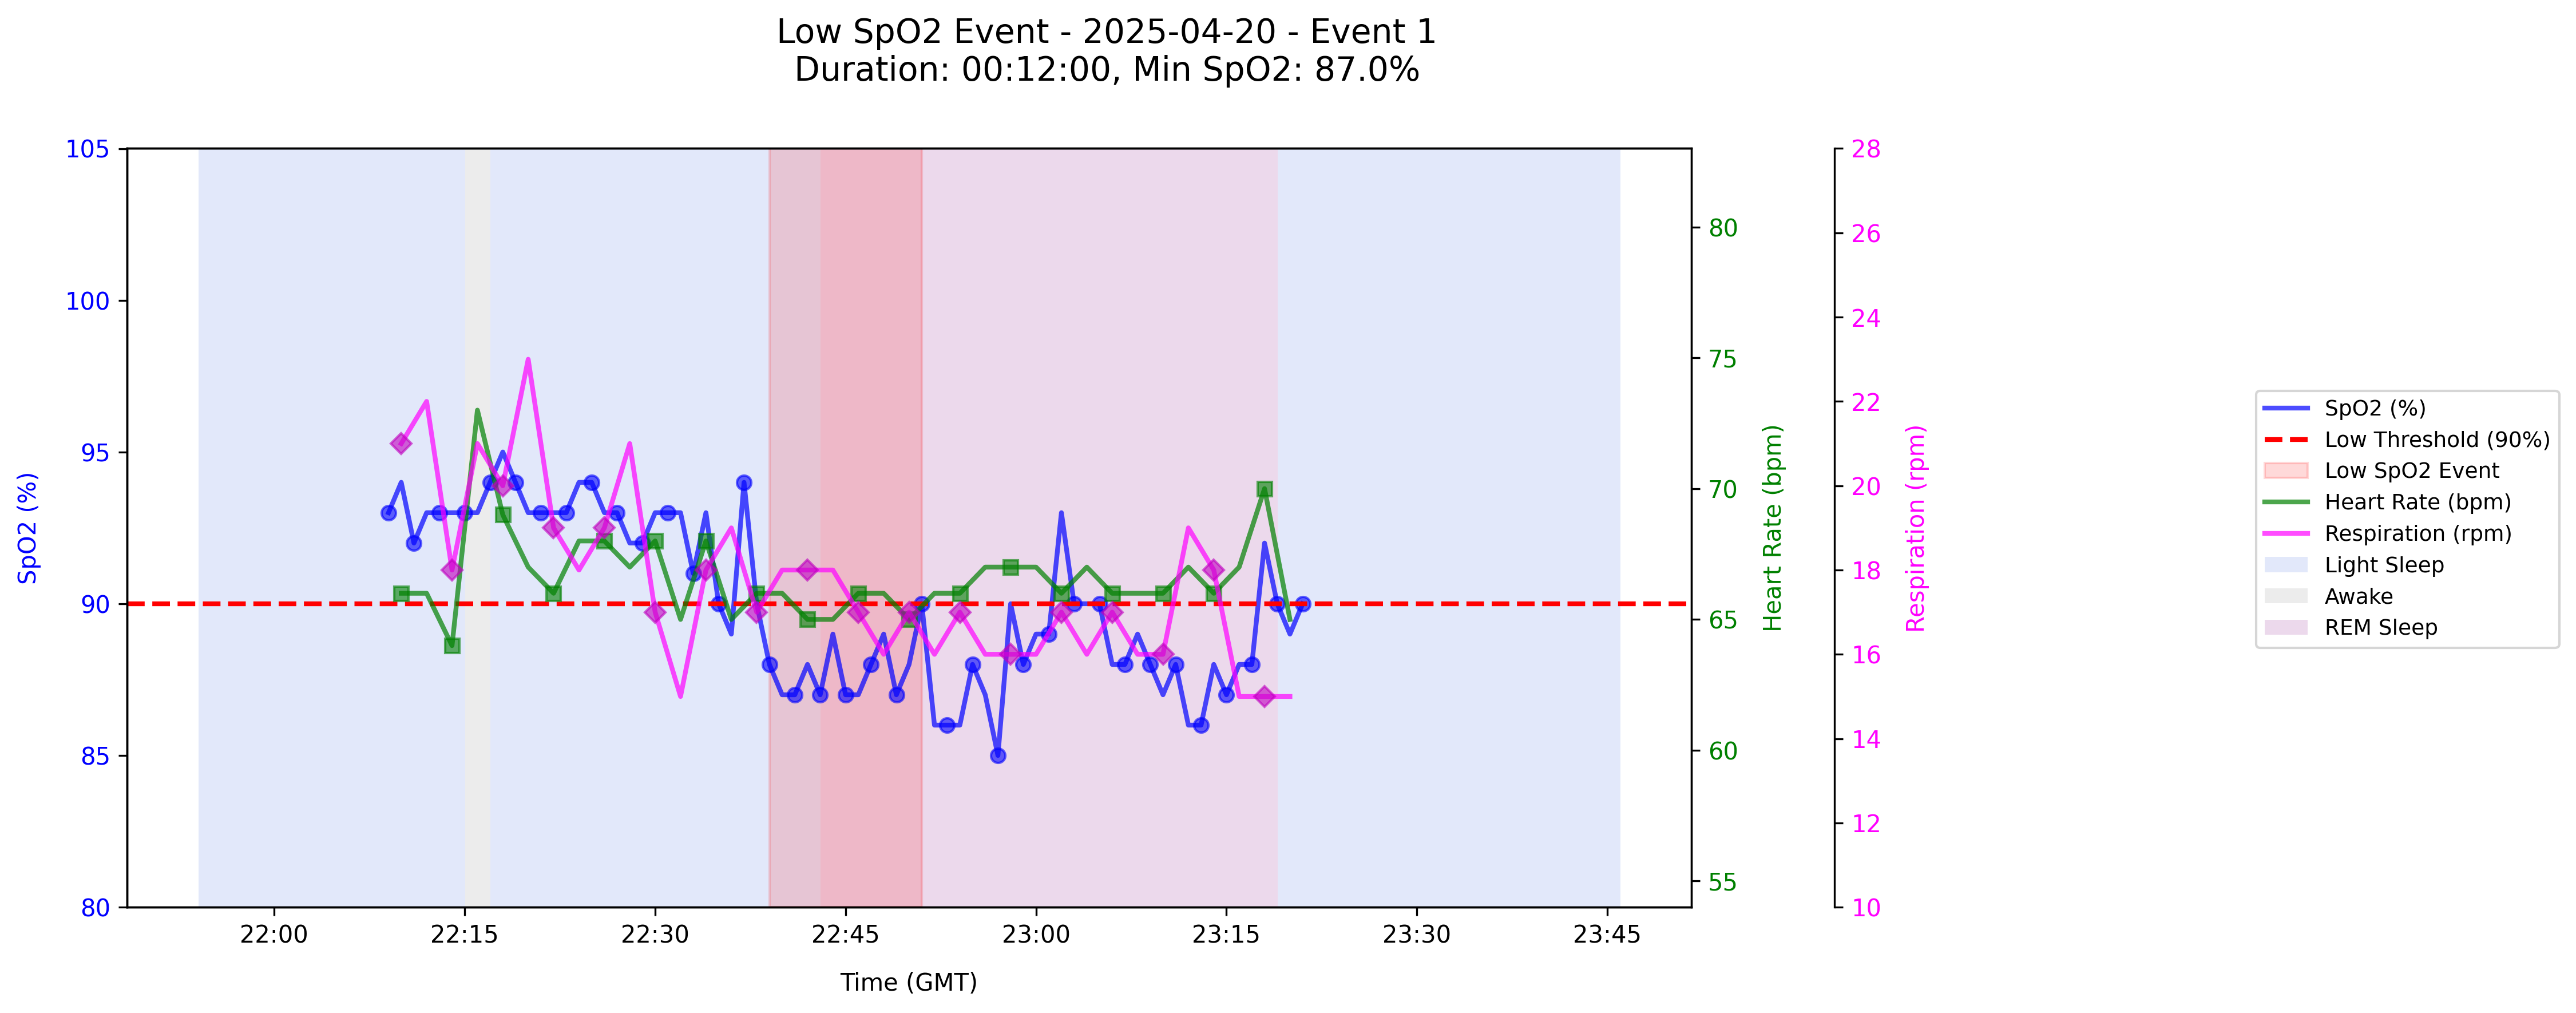 Low SpO2 Event - 2025-04-20 - Event 1
Duration: 00:12:00, Min SpO2: 87.0%
SpO2 (%)
105
100
95
90
85
80
22:00
22:15
22:30
22:45
23:00
23:15
23:30
23:45
Time (GMT)
80
75
70
65
60
55
Heart Rate (bpm)
28
26
24
22
20
18
16
14
12
10
Respiration (rpm)
SpO2 (%)
Low Threshold (90%)
Low SpO2 Event
Heart Rate (bpm)
Respiration (rpm)
Light Sleep
Awake
REM Sleep